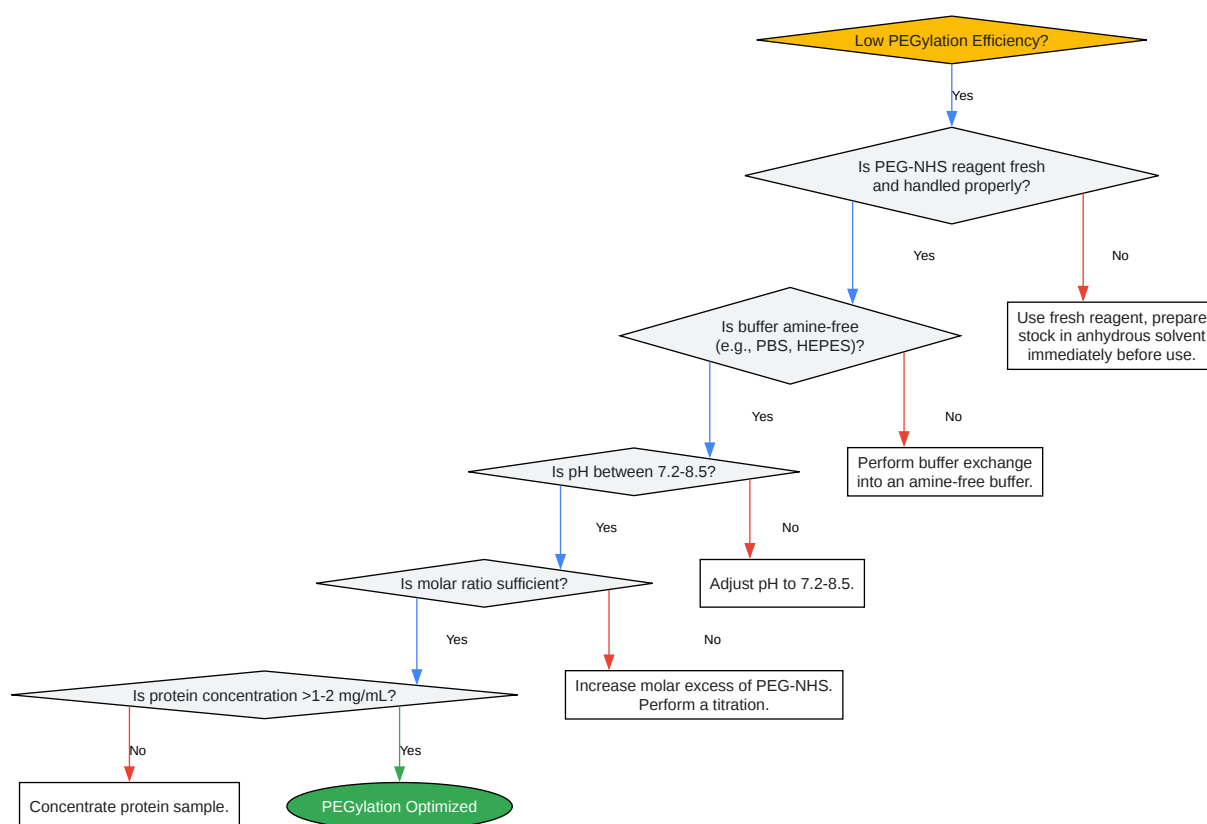 Low PEGylation Efficiency?
Yes
Is PEG-NHS reagent fresh
and handled properly?
Yes
No
Is buffer amine-free
(e.g., PBS, HEPES)?
Use fresh reagent, prepare
stock in anhydrous solvent
immediately before use.
Yes
No
Is pH between 7.2-8.5?
Perform buffer exchange
into an amine-free buffer.
Yes
No
Is molar ratio sufficient?
Adjust pH to 7.2-8.5.
Yes
No
Is protein concentration >1-2 mg/mL?
Increase molar excess of PEG-NHS.
Perform a titration.
No
Yes
Concentrate protein sample.
PEGylation Optimized